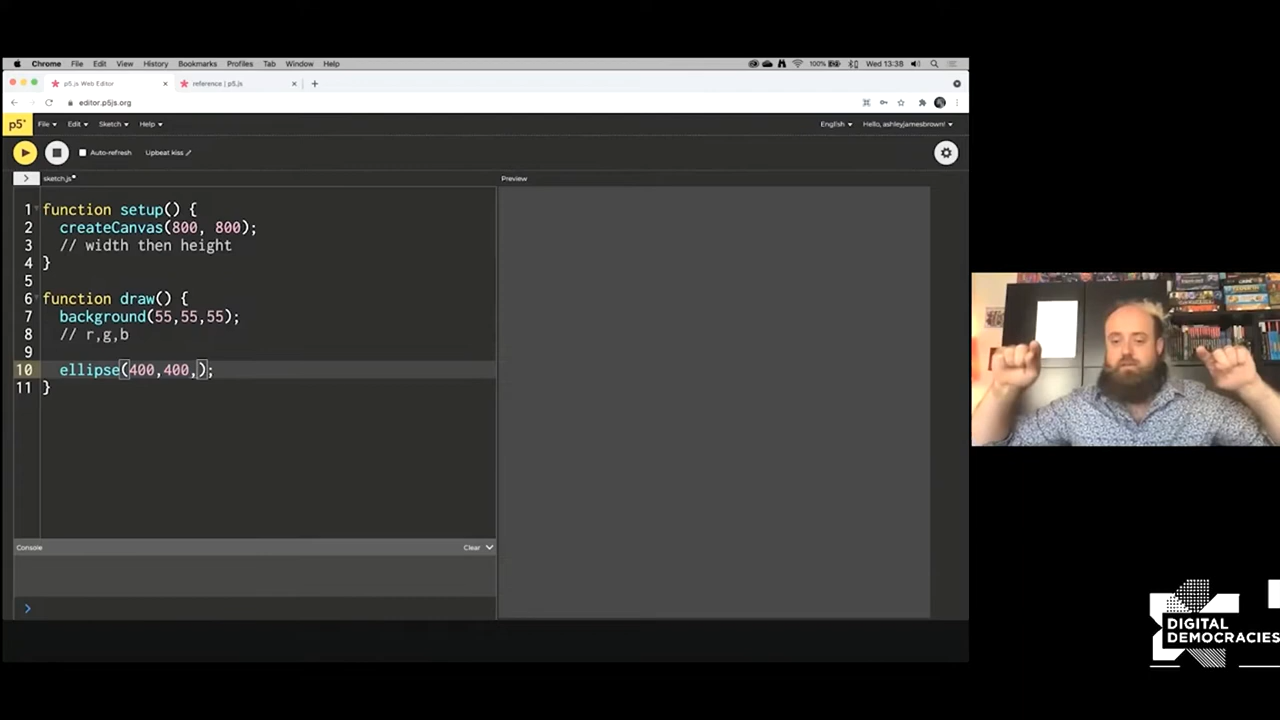 Chrome File Edit View History Bookmarks Profiles Tab Window Help 100% Wed 13:38
p5.js Web Editor × reference | p5.js × +
editor.p5js.org
p5* File Edit Sketch Help English Hello, ashleyjamesbrown!
Auto-refresh Upbeat kiss
> sketch.js• Preview
1 function setup() {
2 createCanvas(800, 800);
3 // width then height
4 }
5
6 function draw() {
7 background(55,55,55);
8 // r,g,b
9
10 ellipse(400,400,);
11 }
Console Clear
>
DIGITAL
DEMOCRACIES